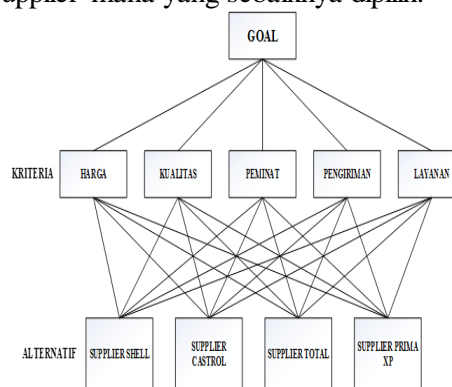 supplier mana yang sebaiknya dipilih.
GOAL
KRITERIA
HARGA
KUALITAS
PEMINAT
PENGIRIMAN
LAYANAN
ALTERNATIF
SUPPLIER SHELL
SUPPLIER
CASTROL
SUPPLIER TOTAL
SUPPLIER PRIMA
XP